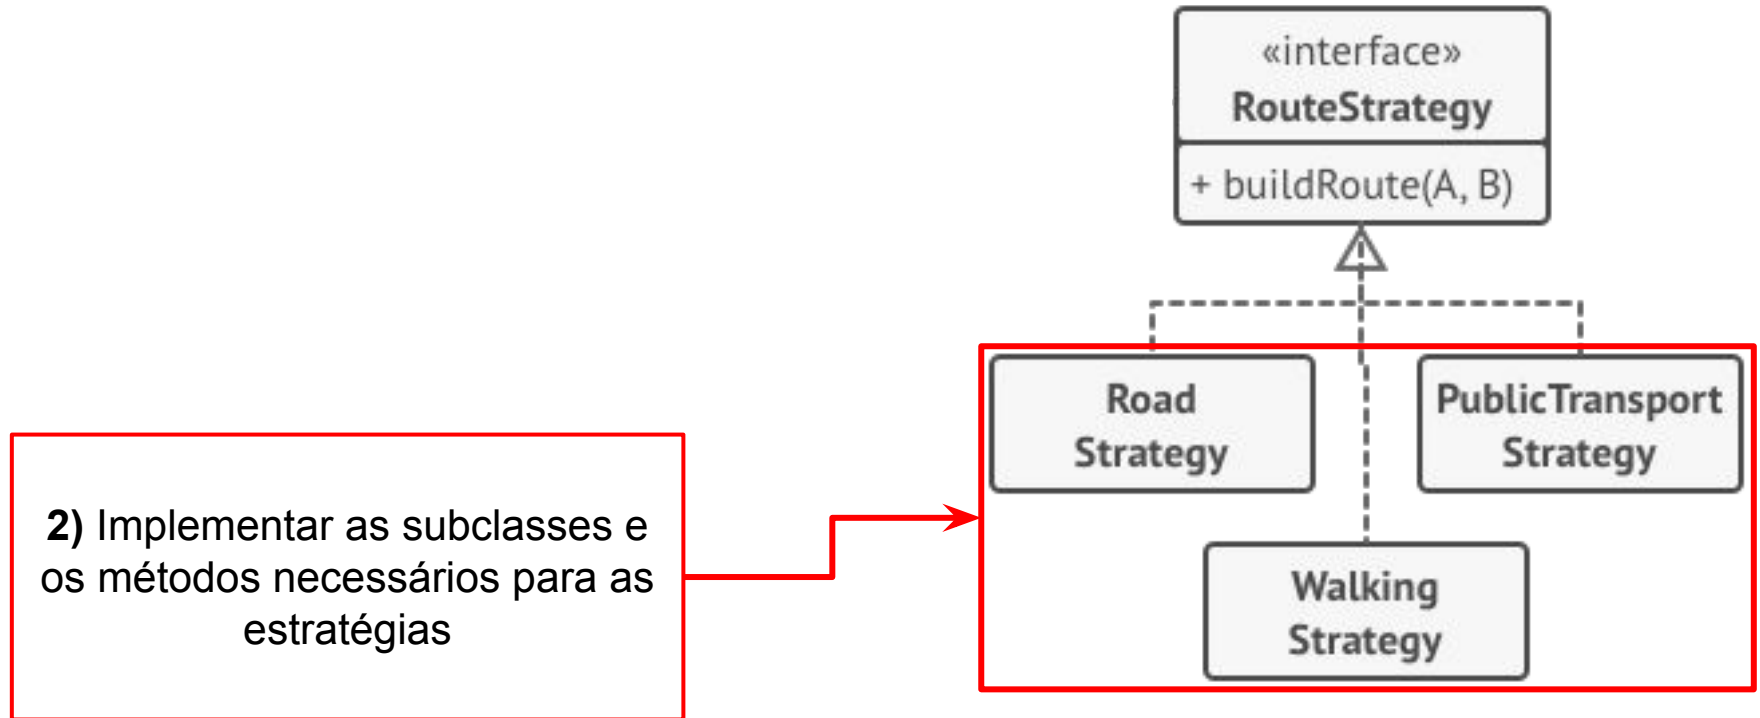 «interface»
RouteStrategy
+ buildRoute(A, B)
Road
Strategy
PublicTransport
Strategy
Walking
Strategy
2) Implementar as subclasses e
os métodos necessários para as
estratégias